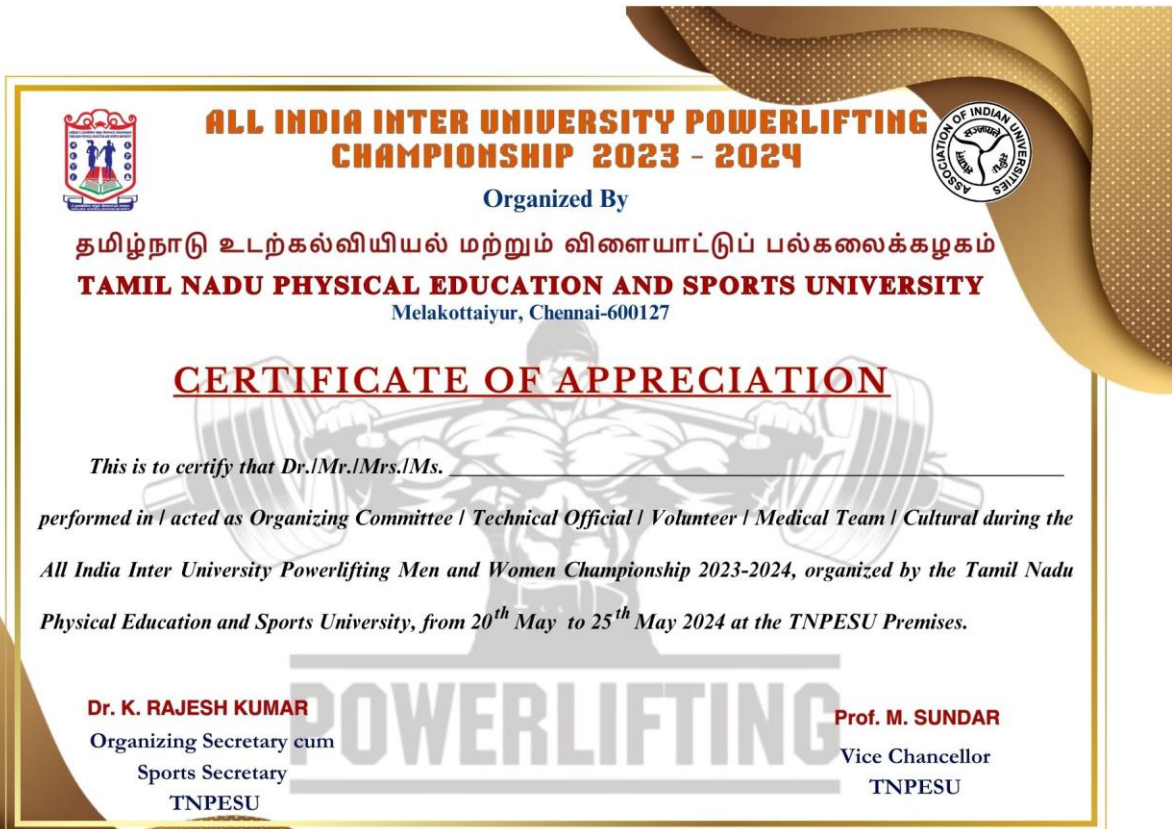 ALL INDIA INTER UNIVERSITY POWERLIFTING
CHAMPIONSHIP 2023 - 2024
ASSOCIATION OF INDIAN UNIVERSITIES
Organized By
தமிழ்நாடு உடற்கல்வியியல் மற்றும் விளையாட்டுப் பல்கலைக்கழகம்
TAMIL NADU PHYSICAL EDUCATION AND SPORTS UNIVERSITY
Melakottaiyur, Chennai-600127
CERTIFICATE OF APPRECIATION
This is to certify that Dr./Mr./Mrs./Ms.
performed in / acted as Organizing Committee / Technical Official / Volunteer / Medical Team / Cultural during the
All India Inter University Powerlifting Men and Women Championship 2023-2024, organized by the Tamil Nadu
Physical Education and Sports University, from 20th May to 25th May 2024 at the TNPESU Premises.
POWERLIFTING
Dr. K. RAJESH KUMAR
Organizing Secretary cum
Sports Secretary
TNPESU
Prof. M. SUNDAR
Vice Chancellor
TNPESU